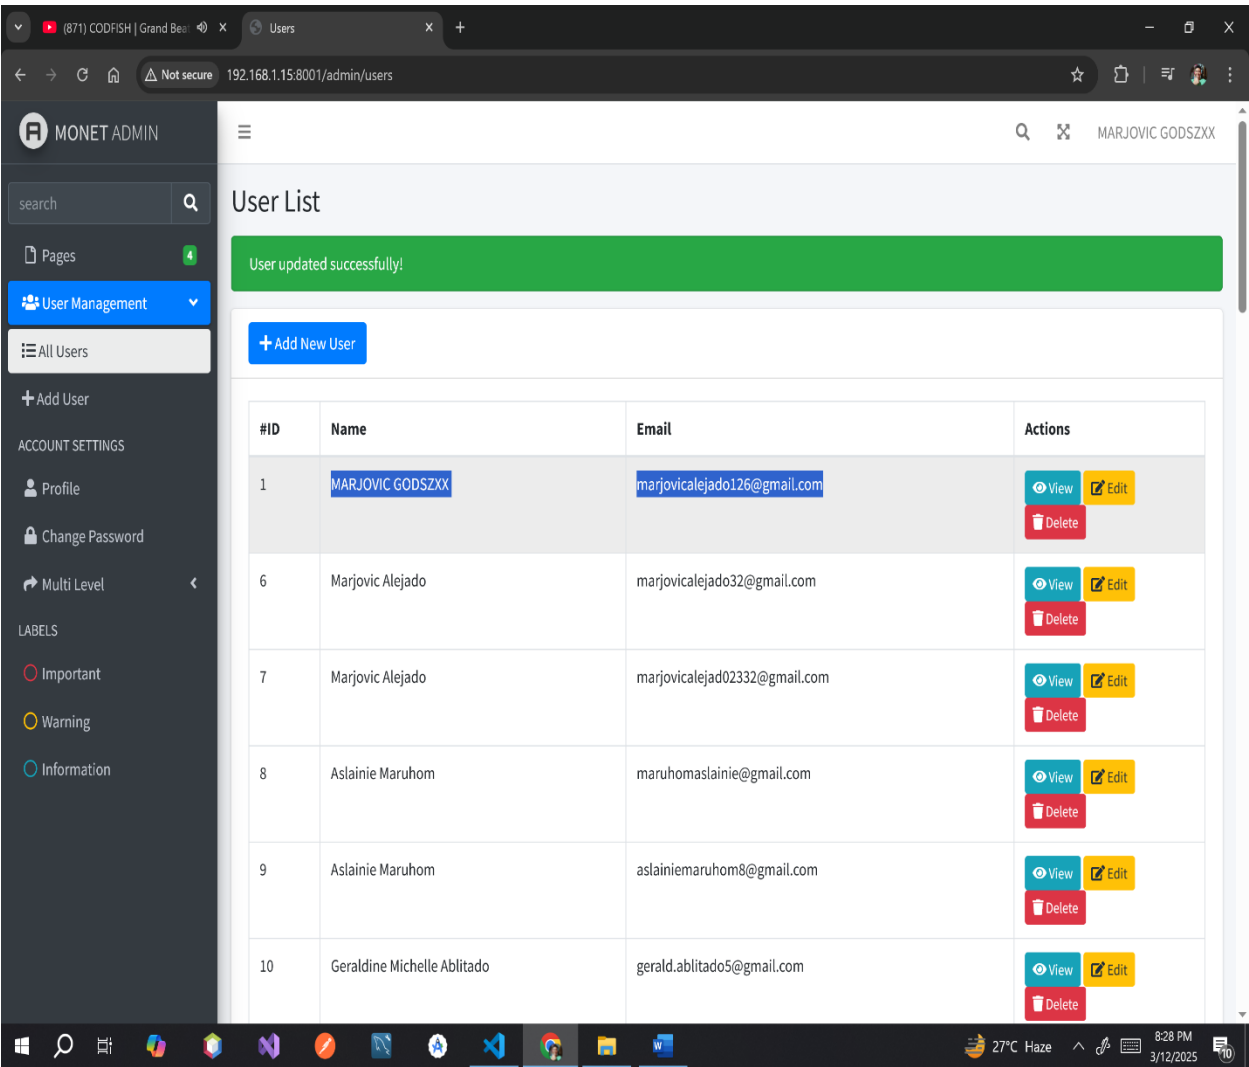 (871) CODFISH | Grand Bea
Users
Not secure 192.168.1.15:8001/admin/users
MONET ADMIN
MARJOVIC GODSZXX
search
Pages 4
User Management
All Users
Add User
ACCOUNT SETTINGS
Profile
Change Password
Multi Level
LABELS
Important
Warning
Information
User List
User updated successfully!
Add New User
#ID Name Email Actions
1 MARJOVIC GODSZXX marjovicalejado126@gmail.com View Edit
Delete
6 Marjovic Alejado marjovicalejado32@gmail.com View Edit
Delete
7 Marjovic Alejado marjovicalejad02332@gmail.com View Edit
Delete
8 Aslainie Maruhom maruhomaslainie@gmail.com View Edit
Delete
9 Aslainie Maruhom aslainiemaruhom8@gmail.com View Edit
Delete
10 Geraldine Michelle Ablitado gerald.ablitado5@gmail.com View Edit
Delete
27°C Haze
8:28 PM
3/12/2025
10